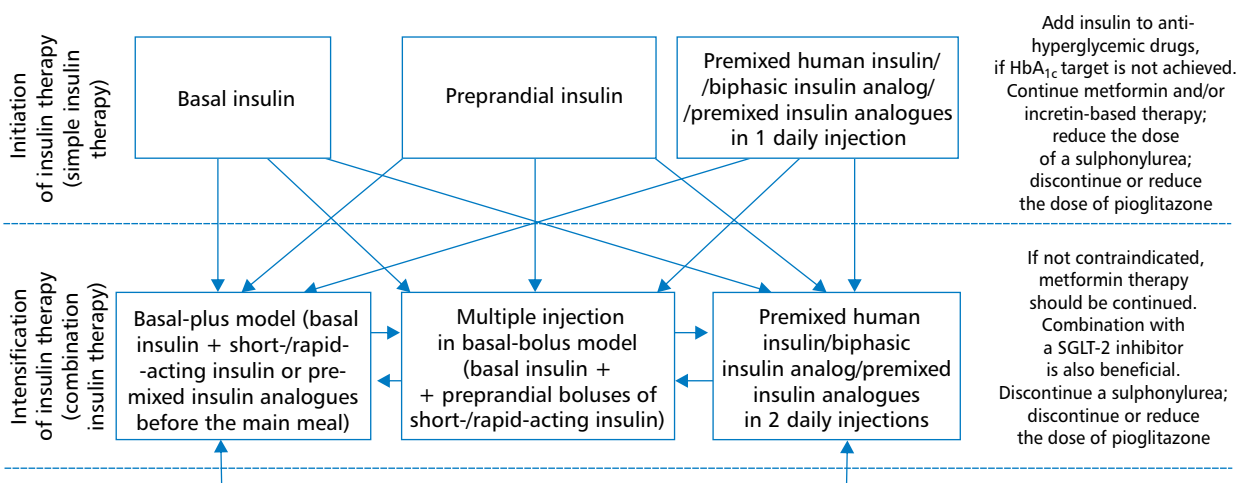 Initiation
of insulin therapy
(simple insulin
therapy)
Basal insulin
Preprandial insulin
Premixed human insulin/
/biphasic insulin analog/
/premixed insulin analogues
in 1 daily injection
Add insulin to anti-
hyperglycemic drugs,
if HbA1c target is not achieved.
Continue metformin and/or
incretin-based therapy;
reduce the dose
of a sulphonylurea;
discontinue or reduce
the dose of pioglitazone
Intensification
of insulin therapy
(combination
insulin therapy)
Basal-plus model (basal
insulin + short-/rapid-
-acting insulin or pre-
mixed insulin analogues
before the main meal)
Multiple injection
in basal-bolus model
(basal insulin +
+ preprandial boluses of
short-/rapid-acting insulin)
Premixed human
insulin/biphasic
insulin analog/premixed
insulin analogues
in 2 daily injections
If not contraindicated,
metformin therapy
should be continued.
Combination with
a SGLT-2 inhibitor
is also beneficial.
Discontinue a sulphonylurea;
discontinue or reduce
the dose of pioglitazone